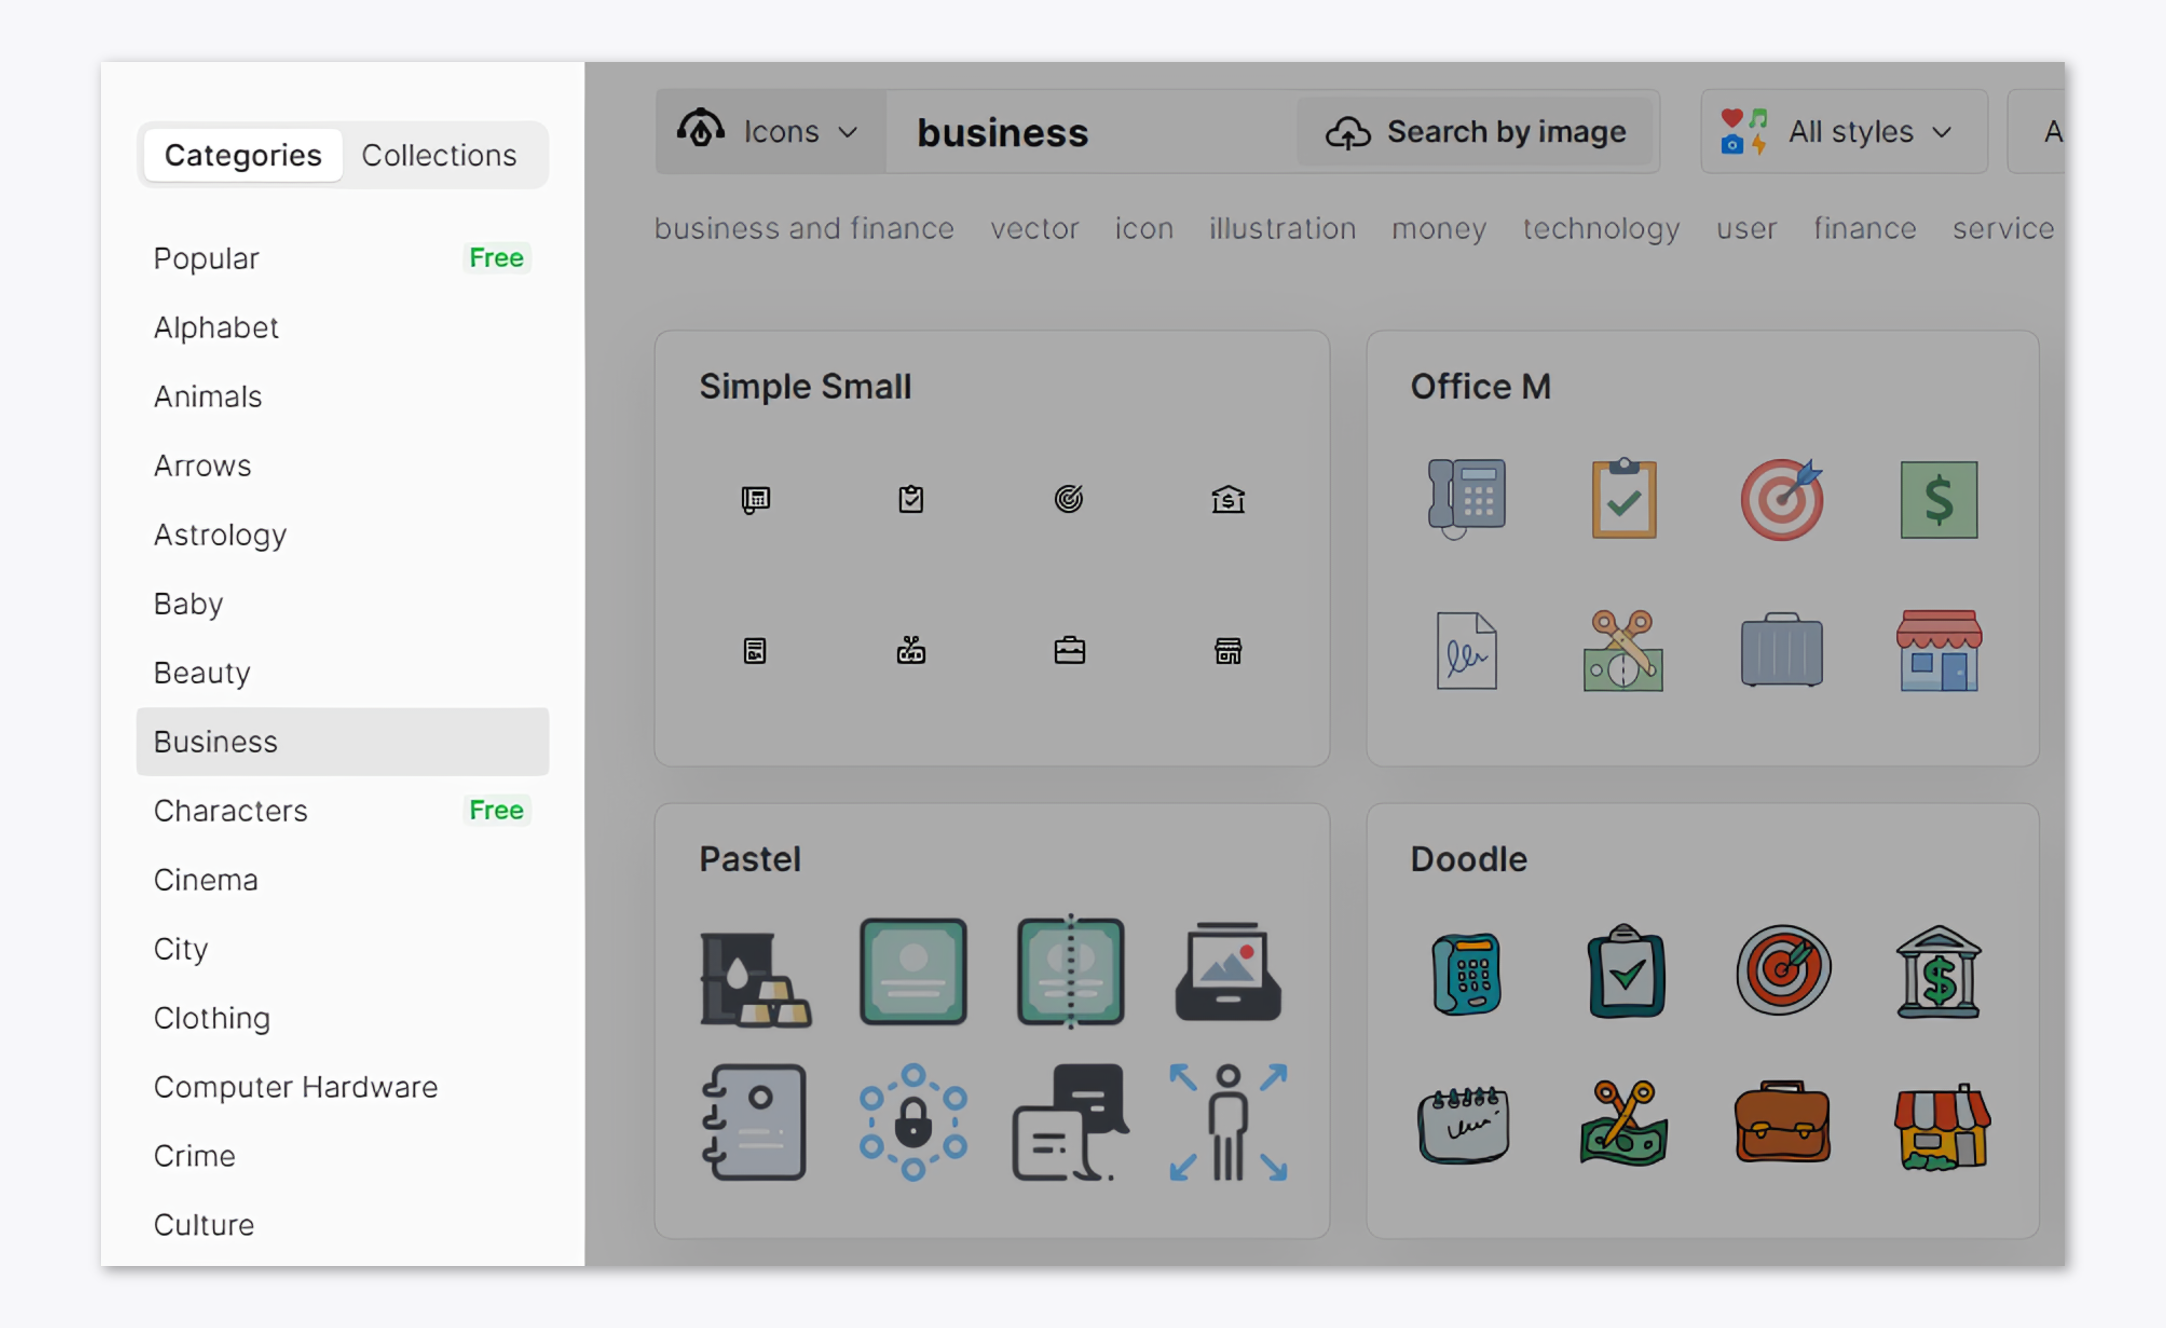 Categories Collections
Popular Free
Alphabet
Animals
Arrows
Astrology
Baby
Beauty
Business
Characters Free
Cinema
City
Clothing
Computer Hardware
Crime
Culture
Icons business Search by image All styles A
business and finance vector icon illustration money technology user finance service
Simple Small
Office M
Pastel
Doodle